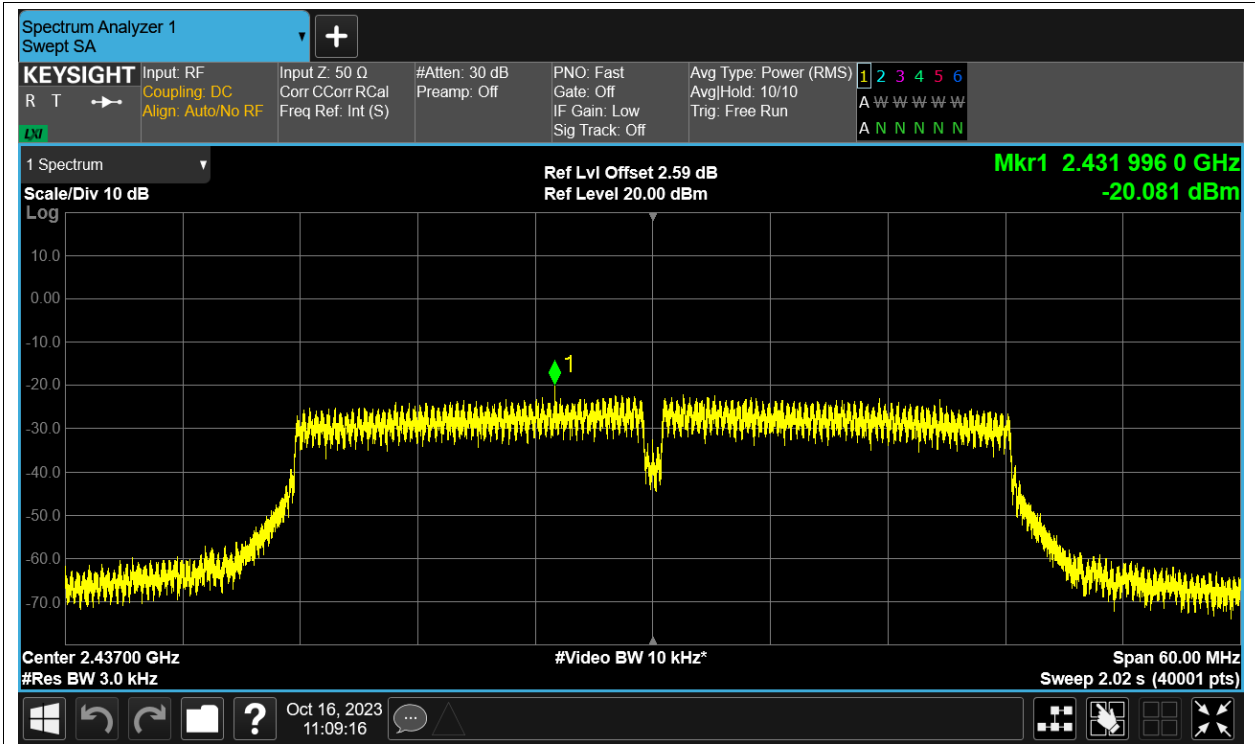 Spectrum Analyzer 1
Swept SA
+
KEYSIGHT
R T
LXI
Input: RF
Coupling: DC
Align: Auto/No RF
Input Z: 50 Ω
Corr CCorr RCal
Freq Ref: Int (S)
#Atten: 30 dB
Preamp: Off
PNO: Fast
Gate: Off
IF Gain: Low
Sig Track: Off
Avg Type: Power (RMS)
Avg|Hold: 10/10
Trig: Free Run
1 2 3 4 5 6
A W W W W W
A N N N N N
1 Spectrum
Scale/Div 10 dB
Ref Lvl Offset 2.59 dB
Ref Level 20.00 dBm
Mkr1 2.431 996 0 GHz
-20.081 dBm
Log
10.0
0.00
-10.0
-20.0
-30.0
-40.0
-50.0
-60.0
-70.0
1
Center 2.43700 GHz
#Res BW 3.0 kHz
#Video BW 10 kHz*
Span 60.00 MHz
Sweep 2.02 s (40001 pts)
?
Oct 16, 2023
11:09:16